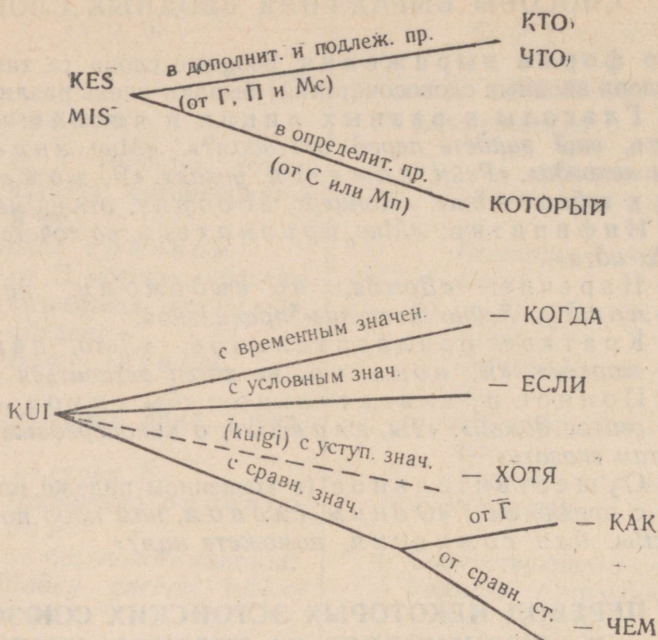 КТО,
в дополнит. и подлеж. пр.
ЧТО,
KES
MIS
(от Г, П и Мс)
в определит. пр.
(от С или Мп)
КОТОРЫЙ
с временным значен.
КОГДА
с условным знач.
— ЕСЛИ
KUI
(kuigi) с уступ. знач.
— ХОТЯ
с сравн. знач.
от Г
— КАК
от сравн. ст.
— ЧЕМ